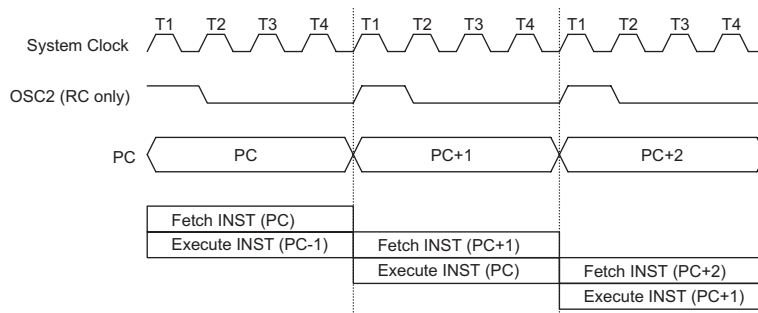 T1 T2 T3 T4 T1 T2 T3 T4 T1 T2 T3 T4
System Clock
OSC2 (RC only)
PC PC PC+1 PC+2
Fetch INST (PC)
Execute INST (PC-1) Fetch INST (PC+1)
Execute INST (PC) Fetch INST (PC+2)
Execute INST (PC+1)